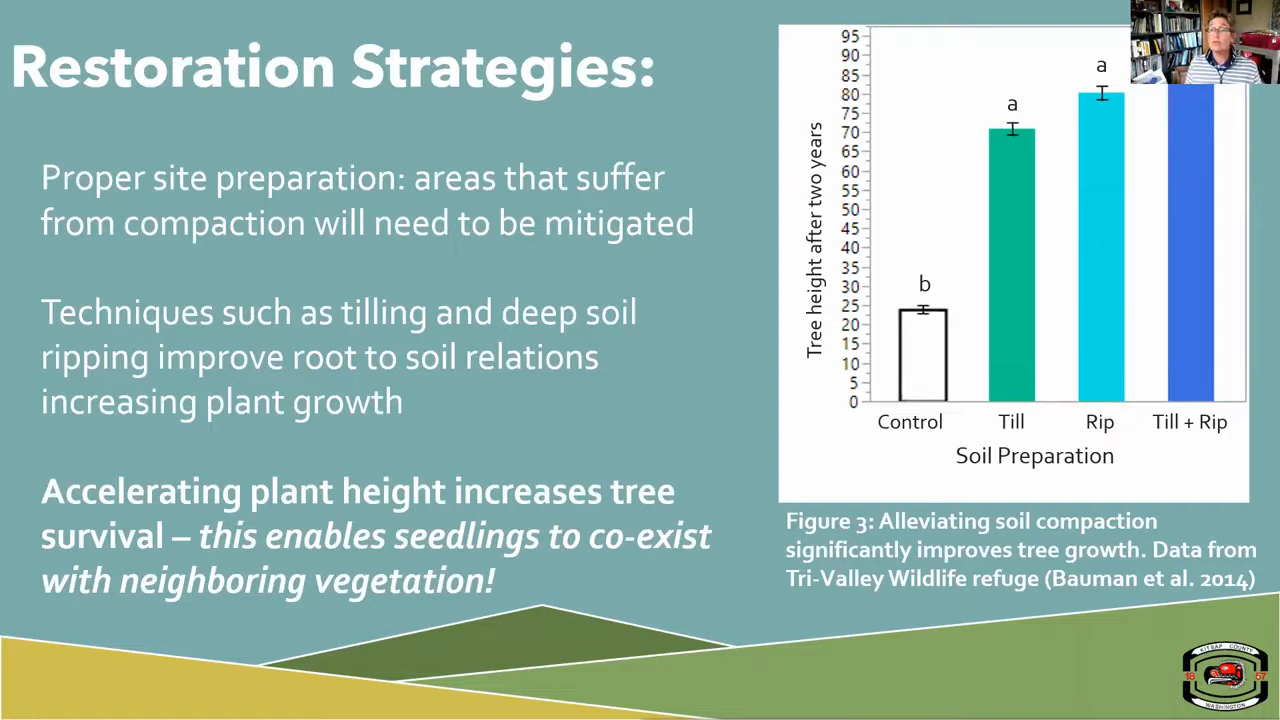 Restoration Strategies:
Proper site preparation: areas that suffer
from compaction will need to be mitigated
Techniques such as tilling and deep soil
ripping improve root to soil relations
increasing plant growth
Accelerating plant height increases tree
survival – this enables seedlings to co-exist
with neighboring vegetation!
Tree height after two years
95
90
85
80
75
70
65
60
55
50
45
40
35
30
25
20
15
10
5
0
b
a
a
Control Till Rip Till + Rip
Soil Preparation
Figure 3: Alleviating soil compaction
significantly improves tree growth. Data from
Tri-Valley Wildlife refuge (Bauman et al. 2014)
KITSAP COUNTY
18 57
WASHINGTON